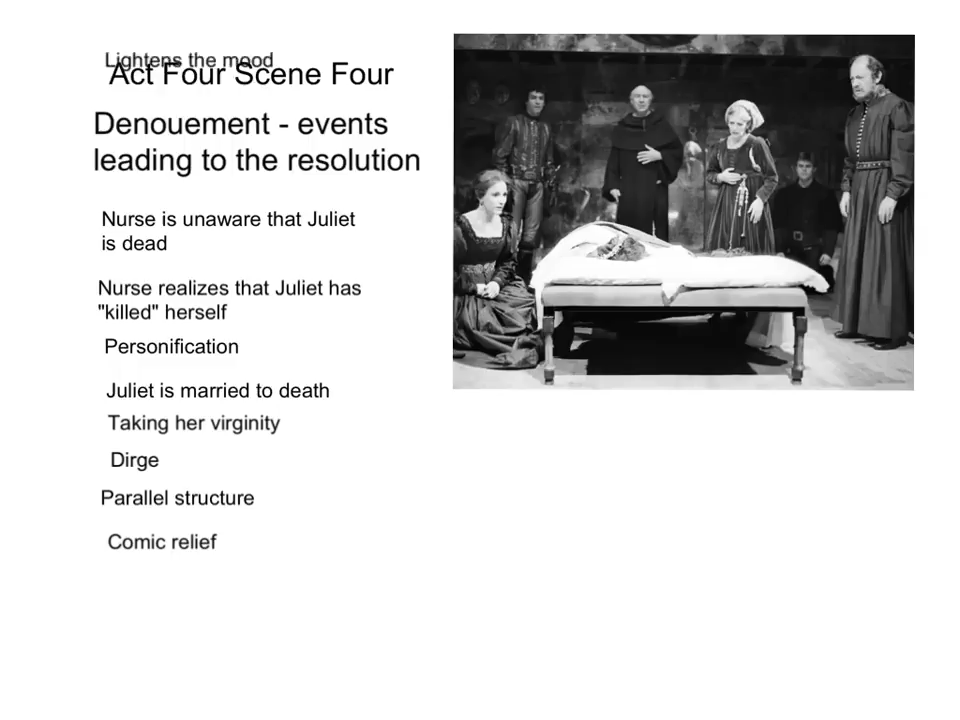 Lightens the mood
Act Four Scene Four
Denouement - events
leading to the resolution
Nurse is unaware that Juliet
is dead
Nurse realizes that Juliet has
"killed" herself
Personification
Juliet is married to death
Taking her virginity
Dirge
Parallel structure
Comic relief